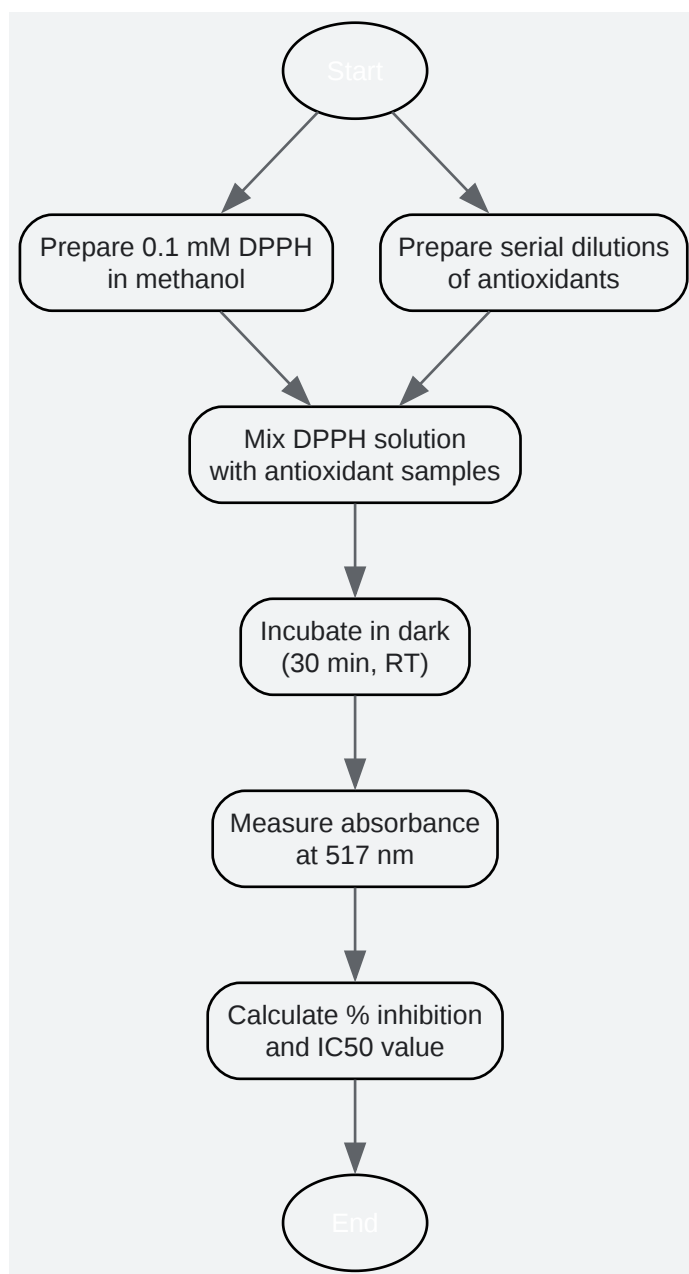 Start
Prepare 0.1 mM DPPH
in methanol
Prepare serial dilutions
of antioxidants
Mix DPPH solution
with antioxidant samples
Incubate in dark
(30 min, RT)
Measure absorbance
at 517 nm
Calculate % inhibition
and IC50 value
End